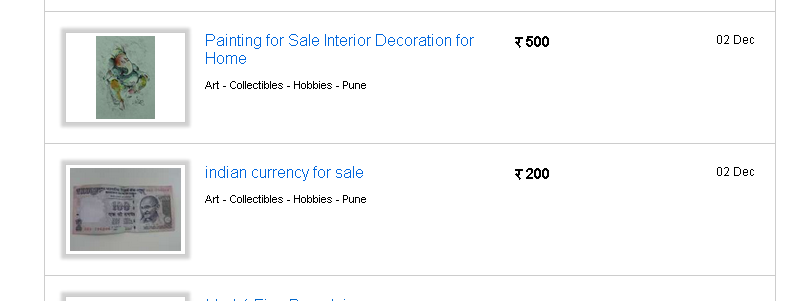 Painting for Sale Interior Decoration for
Home
₹ 500
02 Dec
Art - Collectibles - Hobbies - Pune
indian currency for sale
₹ 200
02 Dec
Art - Collectibles - Hobbies - Pune
100